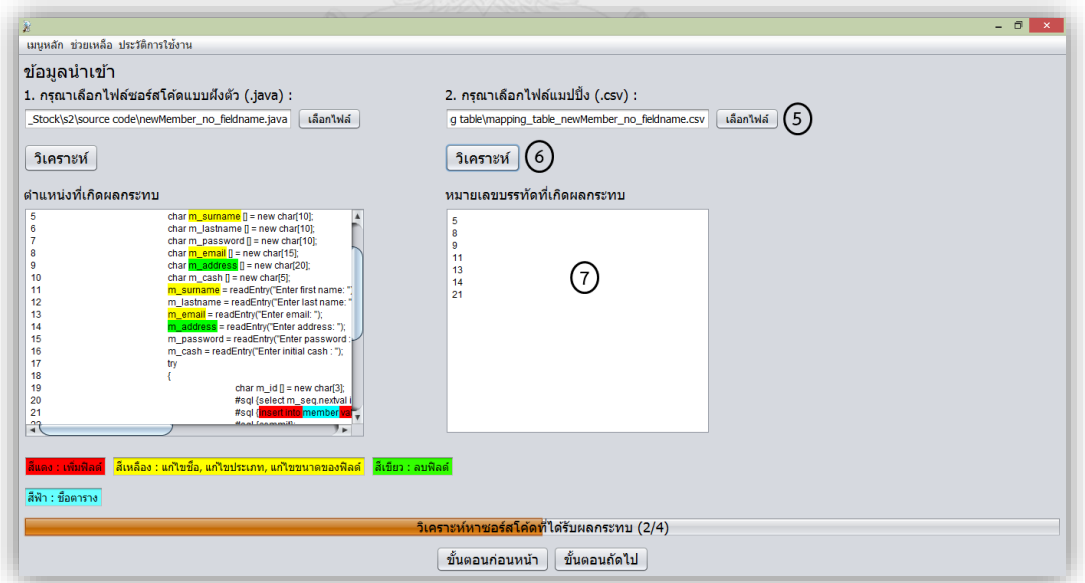 เมนูหลัก ช่วยเหลือ ประวัติการใช้งาน
ข้อมูลนำเข้า
1. กรุณาเลือกไฟล์ซอร์สโค้ดแบบฝังตัว (.java) :
2. กรุณาเลือกไฟล์แมปปิ้ง (.csv) :
_Stock\s2\source code\newMember_no_fieldname.java เลือกไฟล์
g table\mapping_table_newMember_no_fieldname.csv เลือกไฟล์ 5
วิเคราะห์
วิเคราะห์ 6
ตำแหน่งที่เกิดผลกระทบ
หมายเลขบรรทัดที่เกิดผลกระทบ
5 char m_surname [] = new char[10];
6 char m_lastname [] = new char[10];
7 char m_password [] = new char[10];
8 char m_email [] = new char[15];
9 char m_address [] = new char[20];
10 char m_cash [] = new char[5];
11 m_surname = readEntry("Enter first name: "
12 m_lastname = readEntry("Enter last name: "
13 m_email = readEntry("Enter email: ");
14 m_address = readEntry("Enter address: ");
15 m_password = readEntry("Enter password :
16 m_cash = readEntry("Enter initial cash : ");
17 try
18 {
19 char m_id [] = new char[3];
20 #sql {select m_seq.nextval i
21 #sql {insert into member va
5
8
9
11
13
14
21
7
สีแดง : เพิ่มฟิลด์ สีเหลือง : แก้ไขชื่อ, แก้ไขประเภท, แก้ไขขนาดของฟิลด์ สีเขียว : ลบฟิลด์
สีฟ้า : ชื่อตาราง
วิเคราะห์หาซอร์สโค้ดที่ได้รับผลกระทบ (2/4)
ขั้นตอนก่อนหน้า ขั้นตอนถัดไป